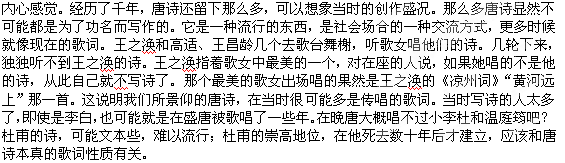 内心感觉。经历了千年，唐诗还留下那么多，可以想象当时的创作盛况。那么多唐诗显然不
可能都是为了功名而写作的。它是一种流行的东西，是社会场合的一种交流方式，更多时候
就像现在的歌词。王之涣和高适、王昌龄几个去歌台舞榭，听歌女唱他们的诗。几轮下来，
独独听不到王之涣的诗。王之涣指着歌女中最美的一个，对在座的人说，如果她唱的不是他
的诗，从此自己就不写诗了。那个最美的歌女出场唱的果然是王之涣的《凉州词》“黄河远
上”那一首。这说明我们所景仰的唐诗，在当时很可能多是传唱的歌词。当时写诗的人太多
了，即使是李白，也可能就是在盛唐被歌唱了一些年。在晚唐大概唱不过小李杜和温庭筠吧？
杜甫的诗，可能文本些，难以流行；杜甫的崇高地位，在他死去数十年后才建立，应该和唐
诗本真的歌词性质有关。